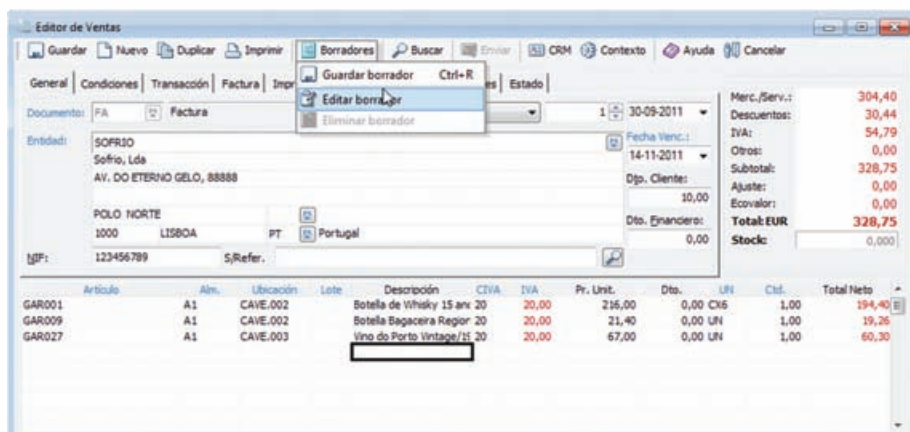 Editor de Ventas
Guardar Nuevo Duplicar Imprimir Borradores Buscar Enviar CRM Contexto Ayuda Cancelar
General Condiciones Transacción Factura Impr es Estado
Guardar borrador Ctrl+R
Editar borrador
Eliminar borrador
Documento: FA Factura 1 30-09-2011
Entidad: SOFRIO
Sofrio, Lda
AV. DO ETERNO GELO, 88888
POLO NORTE
1000 LISBOA PT Portugal
NIF: 123456789 S/Refer.
Fecha Venc.:
14-11-2011
Dto. Cliente:
10,00
Dto. Financiero:
0,00
Merc./Serv.: 304,40
Descuentos: 30,44
IVA: 54,79
Otros: 0,00
Subtotal: 328,75
Ajuste: 0,00
Ecovalor: 0,00
Total: EUR 328,75
Stock: 0,000
Artículo Alm. Ubicación Lote Descripción CIVA IVA Pr. Unit. Dto. UN Ctd. Total Neto
GAR001 A1 CAVE.002 Botella de Whisky 15 anc 20 20,00 216,00 0,00 CX6 1,00 194,40
GAR009 A1 CAVE.002 Botella Bagaceira Region 20 20,00 21,40 0,00 UN 1,00 19,26
GAR027 A1 CAVE.003 Vino do Porto Vintage/19 20 20,00 67,00 0,00 UN 1,00 60,30